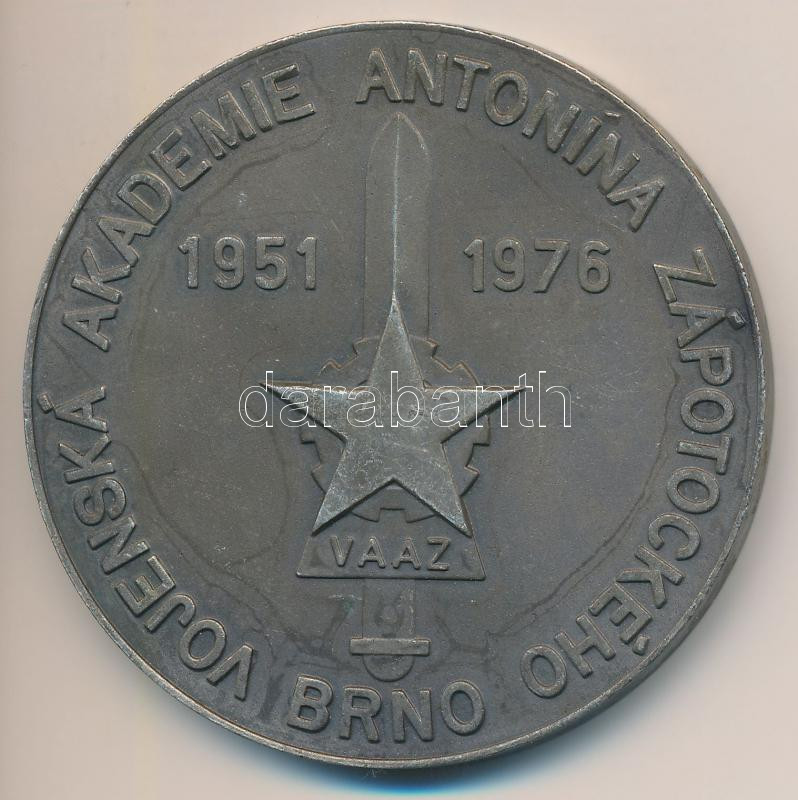 VOJENSKÁ AKADEMIE ANTONÍNA ZÁPOTOCKÉHO
BRNO
1951 1976
VAAZ
darabanth